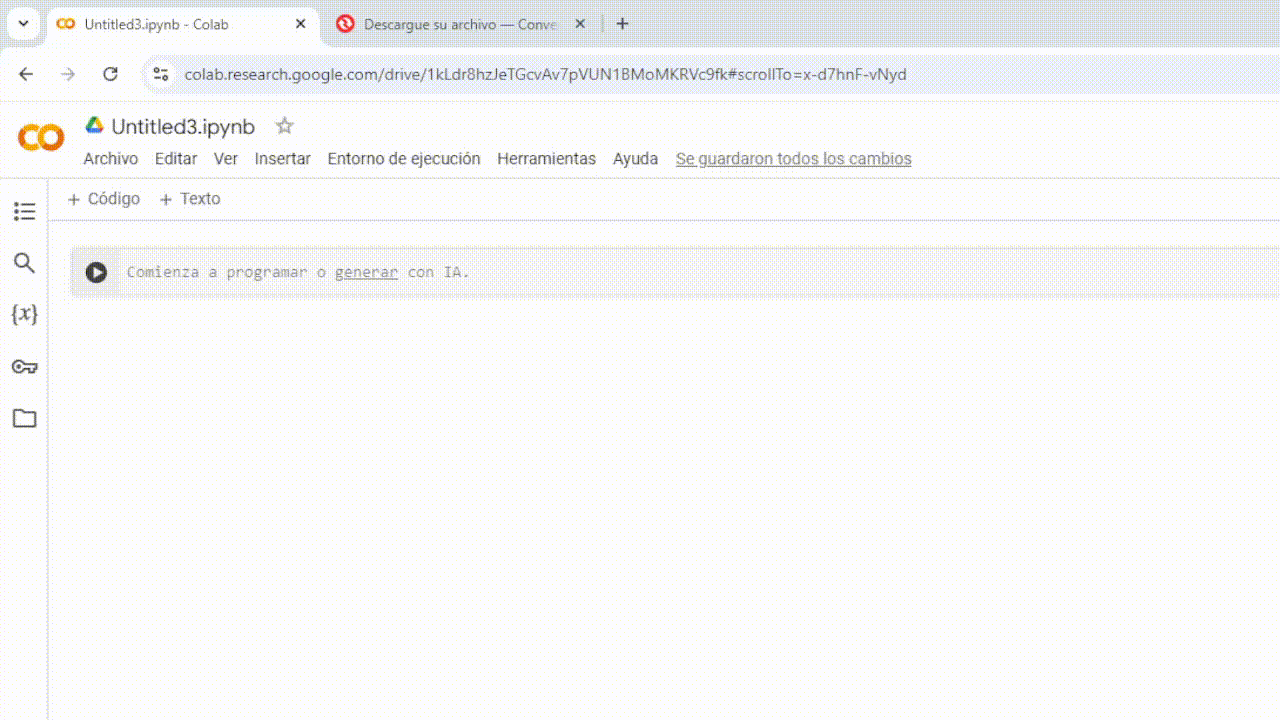 Untitled3.ipynb - Colab
Descargue su archivo — Conve
colab.research.google.com/drive/1kLdr8hzJeTGcvAv7pVUN1BMoMKRVc9fk#scrollTo=x-d7hnF-vNyd
Untitled3.ipynb
Archivo Editar Ver Insertar Entorno de ejecución Herramientas Ayuda Se guardaron todos los cambios
+ Código + Texto
Comienza a programar o generar con IA.
{x}